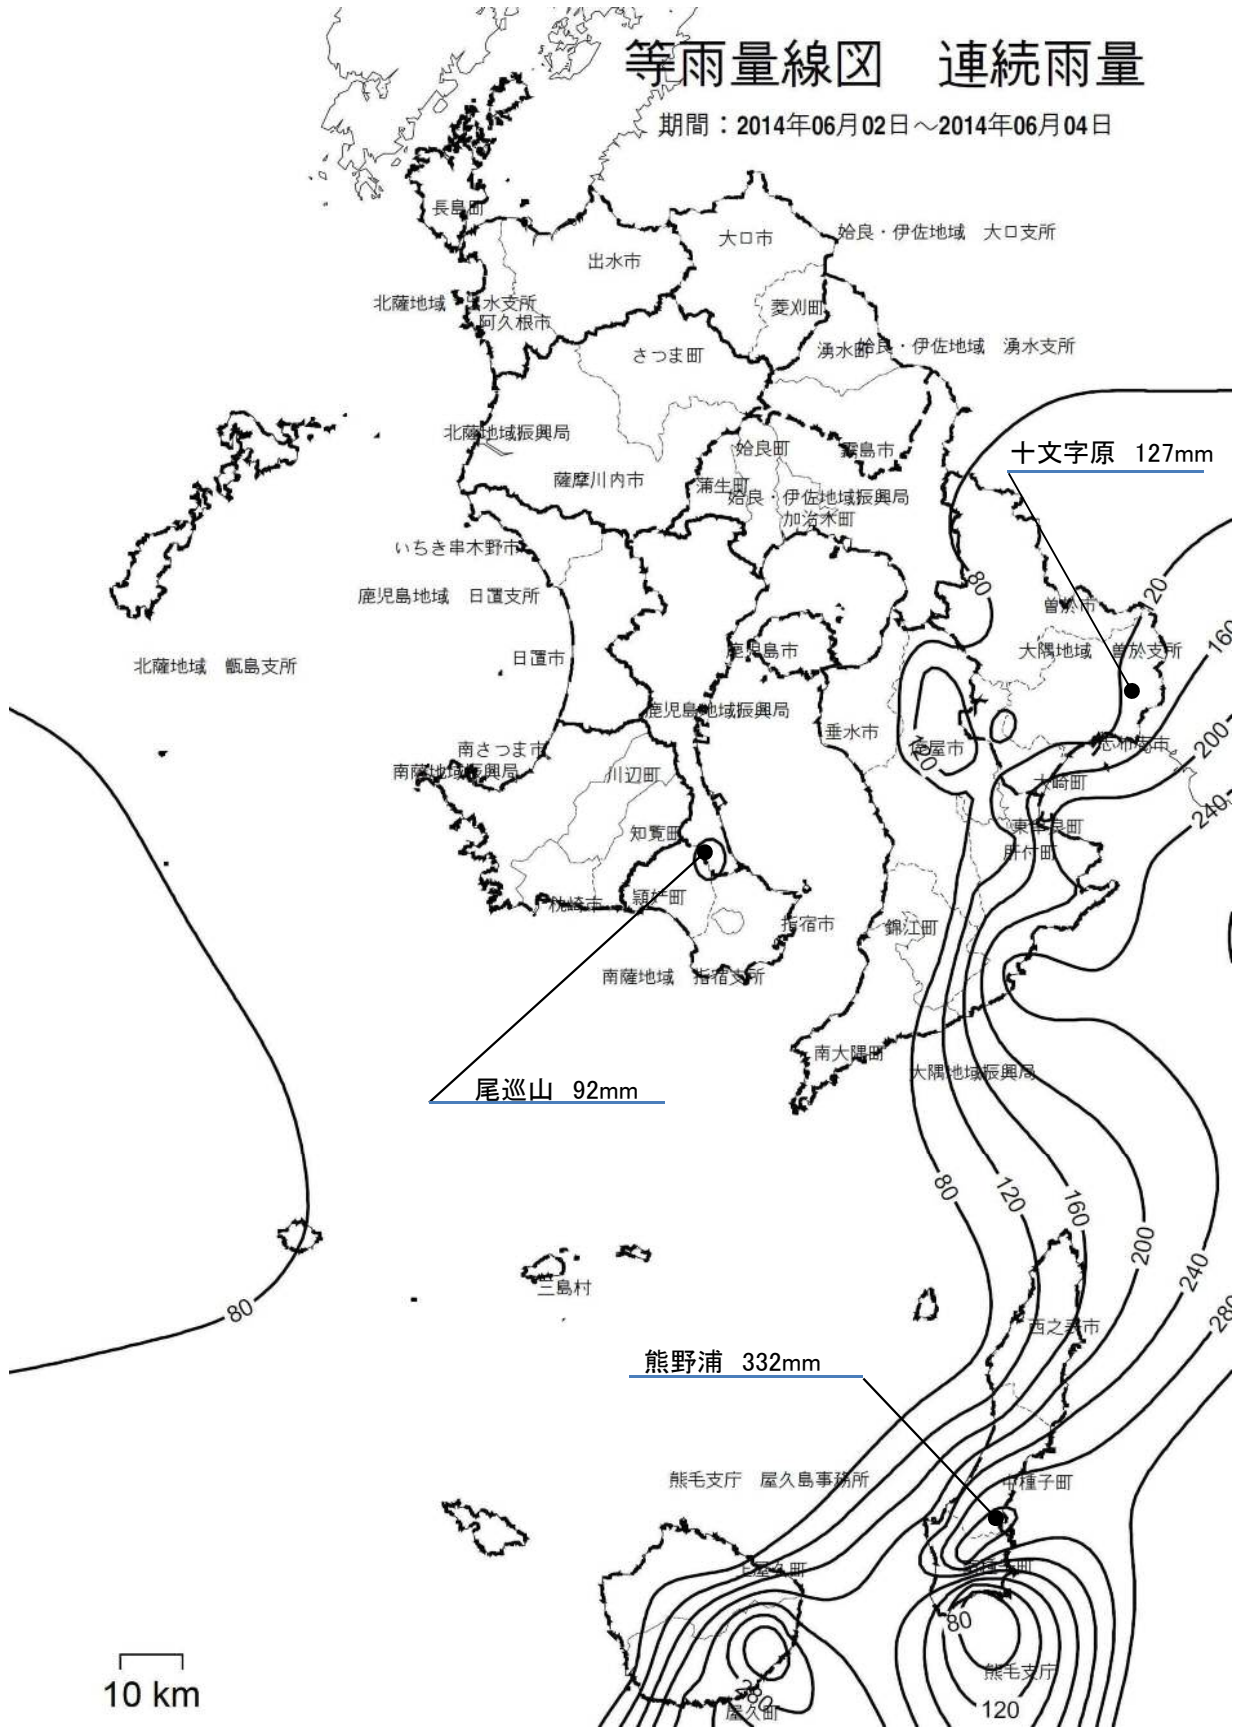 等雨量線図　連続雨量
期間：2014年06月02日～2014年06月04日
長島町
大口市
姶良・伊佐地域　大口支所
出水市
北薩地域　出水支所
菱刈町
阿久根市
さつま町
湧水町
姶良・伊佐地域　湧水支所
北薩地域振興局
姶良町
霧島市
十文字原　127mm
薩摩川内市
蒲生町
姶良・伊佐地域振興局
加治木町
いちき串木野市
80
鹿児島地域　日置支所
120
曽於市
160
日置市
鹿児島市
大隅地域　曽於支所
北薩地域　甑島支所
鹿児島地域振興局
垂水市
200
南さつま市
鹿屋市
志布志市
120
南薩地域振興局
川辺町
大崎町
240
知覧町
東串良町
肝付町
枕崎市
頴娃町
指宿市
錦江町
南薩地域　指宿支所
南大隅町
大隅地域振興局
尾巡山　92mm
80
120
160
200
240
三島村
80
280
西之表市
熊野浦　332mm
熊毛支庁　屋久島事務所
中種子町
上屋久町
南種子町
80
熊毛支庁
10 km
280
屋久町
120